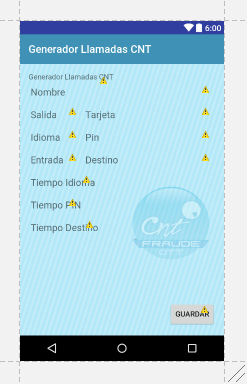 6:00
Generador Llamadas CNT
Generador Llamadas CNT
Nombre
Salida Tarjeta
Idioma Pin
Entrada Destino
Tiempo Idioma
Tiempo PIN
Tiempo Destino
Cnt
FRAUDE
GTT
GUARDAR